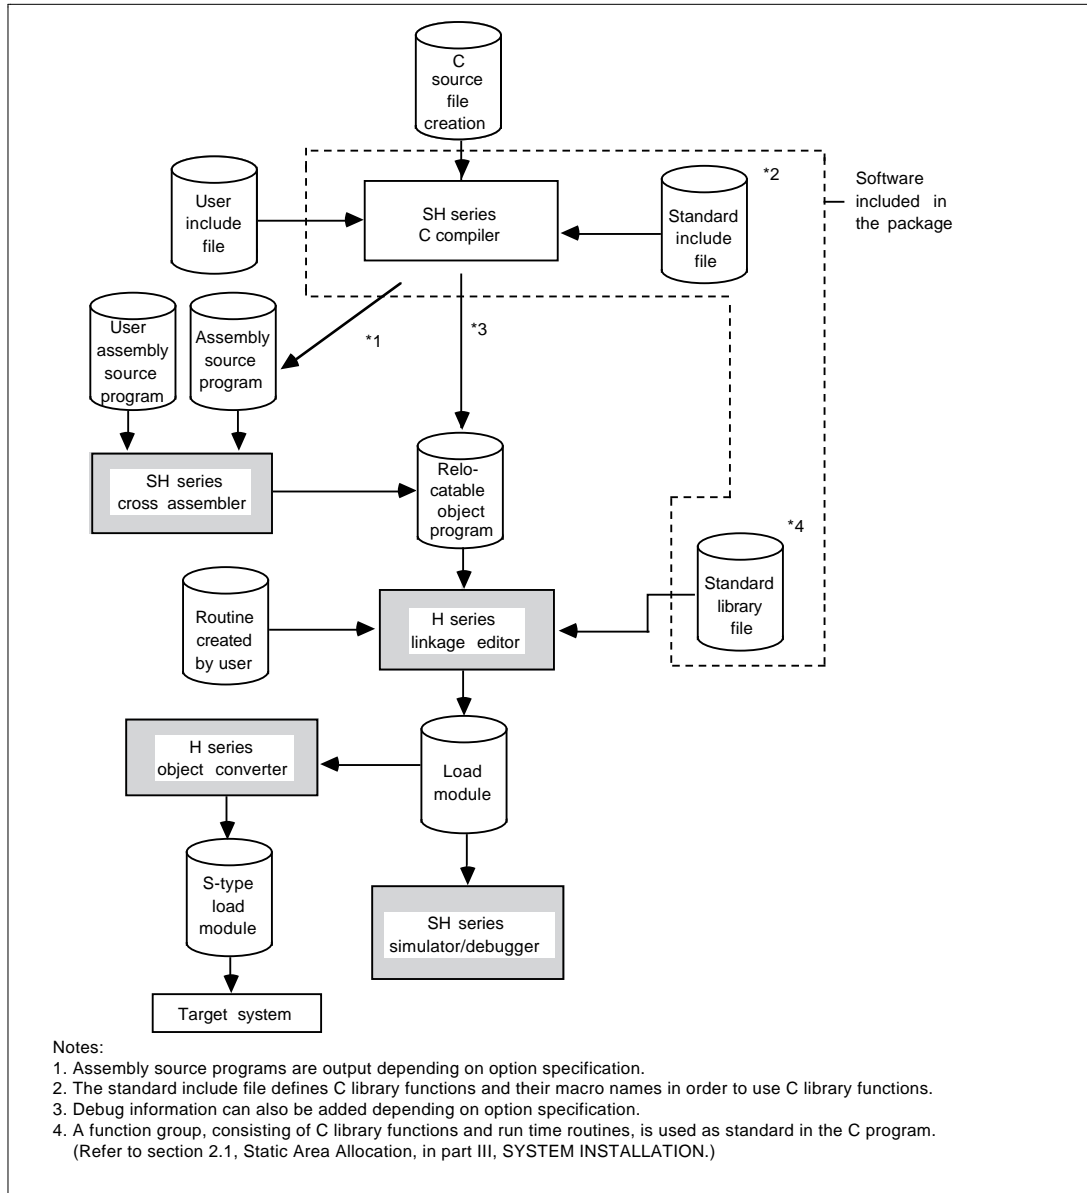 C
source
file
creation
*2
Software
included in
the package
User
include
file
SH series
C compiler
Standard
include
file
*1
*3
User
assembly
source
program
Assembly
source
program
SH series
cross assembler
Relo-
catable
object
program
*4
Standard
library
file
Routine
created
by user
H series
linkage editor
H series
object converter
Load
module
S-type
load
module
SH series
simulator/debugger
Target system
Notes:
1. Assembly source programs are output depending on option specification.
2. The standard include file defines C library functions and their macro names in order to use C library functions.
3. Debug information can also be added depending on option specification.
4. A function group, consisting of C library functions and run time routines, is used as standard in the C program.
(Refer to section 2.1, Static Area Allocation, in part III, SYSTEM INSTALLATION.)